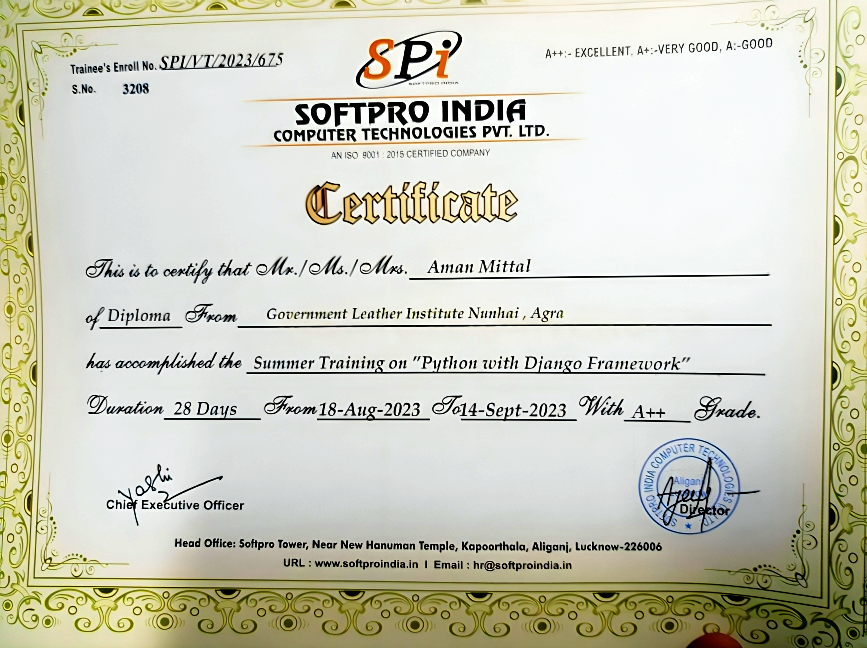 Trainee's Enroll No. SPI/VT/2023/675
S.No. 3208
SPi
SOFTPRO INDIA
A++:- EXCELLENT, A+:-VERY GOOD, A:-GOOD
SOFTPRO INDIA
COMPUTER TECHNOLOGIES PVT. LTD.
AN ISO 9001 : 2015 CERTIFIED COMPANY
Certificate
This is to certify that Mr./Ms./Mrs. Aman Mittal
of Diploma From Government Leather Institute Nunhai , Agra
has accomplished the Summer Training on "Python with Django Framework"
Duration 28 Days From 18-Aug-2023 To 14-Sept-2023 With A++ Grade.
Yashi
Chief Executive Officer
SOFTPRO INDIA COMPUTER TECHNOLOGIES
Aliganj
Director
Head Office: Softpro Tower, Near New Hanuman Temple, Kapoorthala, Aliganj, Lucknow-226006
URL : www.softproindia.in I Email : hr@softproindia.in